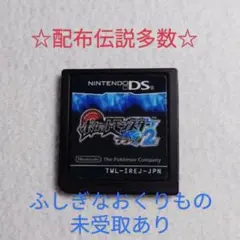 ☆配布伝説多数☆
NINTENDO DS
ポケットモンスター
ブラック2
Nintendo
The Pokémon Company
TWL-IREJ-JPN
ふしぎなおくりもの
未受取あり